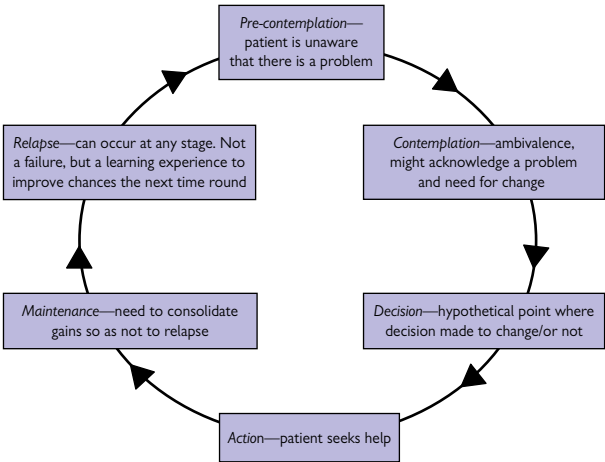 Pre-contemplation—
patient is unaware
that there is a problem
Contemplation—ambivalence,
might acknowledge a problem
and need for change
Decision—hypothetical point where
decision made to change/or not
Action—patient seeks help
Maintenance—need to consolidate
gains so as not to relapse
Relapse—can occur at any stage. Not
a failure, but a learning experience to
improve chances the next time round